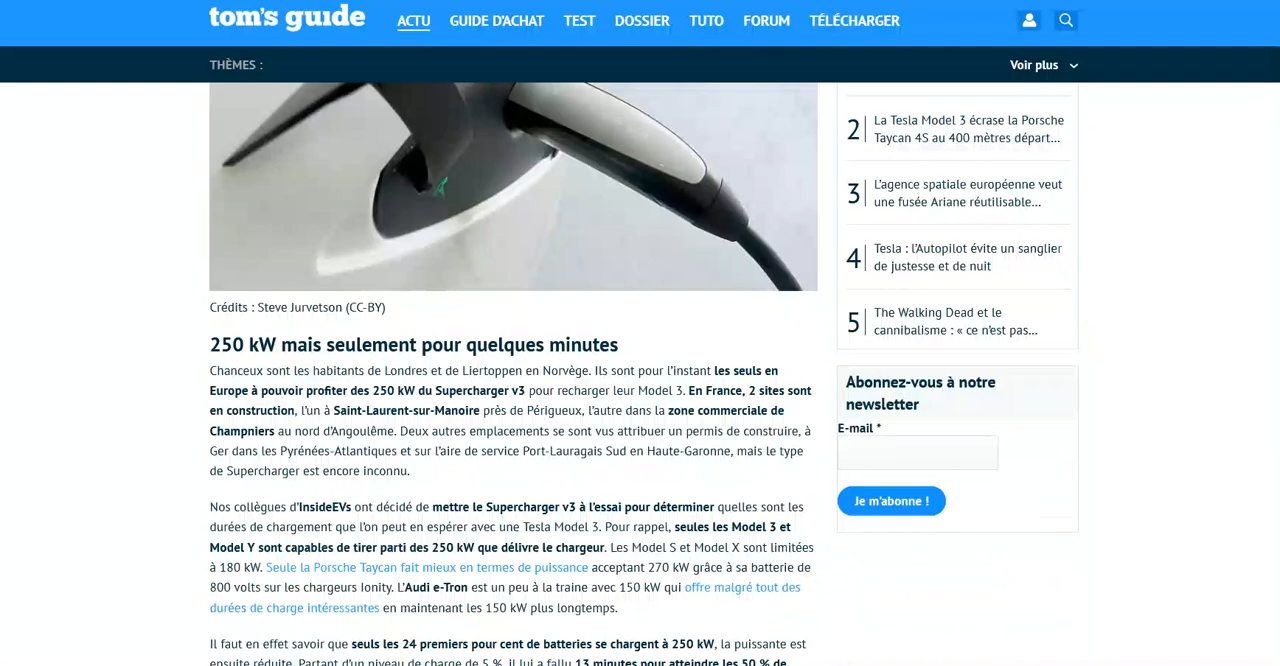 tom's guide
ACTU GUIDE D'ACHAT TEST DOSSIER TUTO FORUM TÉLÉCHARGER
THÈMES :
Voir plus
Crédits : Steve Jurvetson (CC-BY)
250 kW mais seulement pour quelques minutes
Chanceux sont les habitants de Londres et de Liertoppen en Norvège. Ils sont pour l'instant les seuls en
Europe à pouvoir profiter des 250 kW du Supercharger v3 pour recharger leur Model 3. En France, 2 sites sont
en construction, l'un à Saint-Laurent-sur-Manoire près de Périgueux, l'autre dans la zone commerciale de
Champniers au nord d'Angoulême. Deux autres emplacements se sont vus attribuer un permis de construire, à
Ger dans les Pyrénées-Atlantiques et sur l'aire de service Port-Lauragais Sud en Haute-Garonne, mais le type
de Supercharger est encore inconnu.
Nos collègues d'InsideEVs ont décidé de mettre le Supercharger v3 à l'essai pour déterminer quelles sont les
durées de chargement que l'on peut en espérer avec une Tesla Model 3. Pour rappel, seules les Model 3 et
Model Y sont capables de tirer parti des 250 kW que délivre le chargeur. Les Model S et Model X sont limitées
à 180 kW. Seule la Porsche Taycan fait mieux en termes de puissance acceptant 270 kW grâce à sa batterie de
800 volts sur les chargeurs Ionity. L'Audi e-Tron est un peu à la traine avec 150 kW qui offre malgré tout des
durées de charge intéressantes en maintenant les 150 kW plus longtemps.
Il faut en effet savoir que seuls les 24 premiers pour cent de batteries se chargent à 250 kW, la puissante est
ensuite réduite. Partant d'un niveau de charge de 5 %, il lui a fallu 13 minutes pour atteindre les 50 % de
2 La Tesla Model 3 écrase la Porsche
Taycan 4S au 400 mètres départ...
3 L'agence spatiale européenne veut
une fusée Ariane réutilisable...
4 Tesla : l'Autopilot évite un sanglier
de justesse et de nuit
5 The Walking Dead et le
cannibalisme : « ce n'est pas...
Abonnez-vous à notre
newsletter
E-mail *
Je m'abonne !